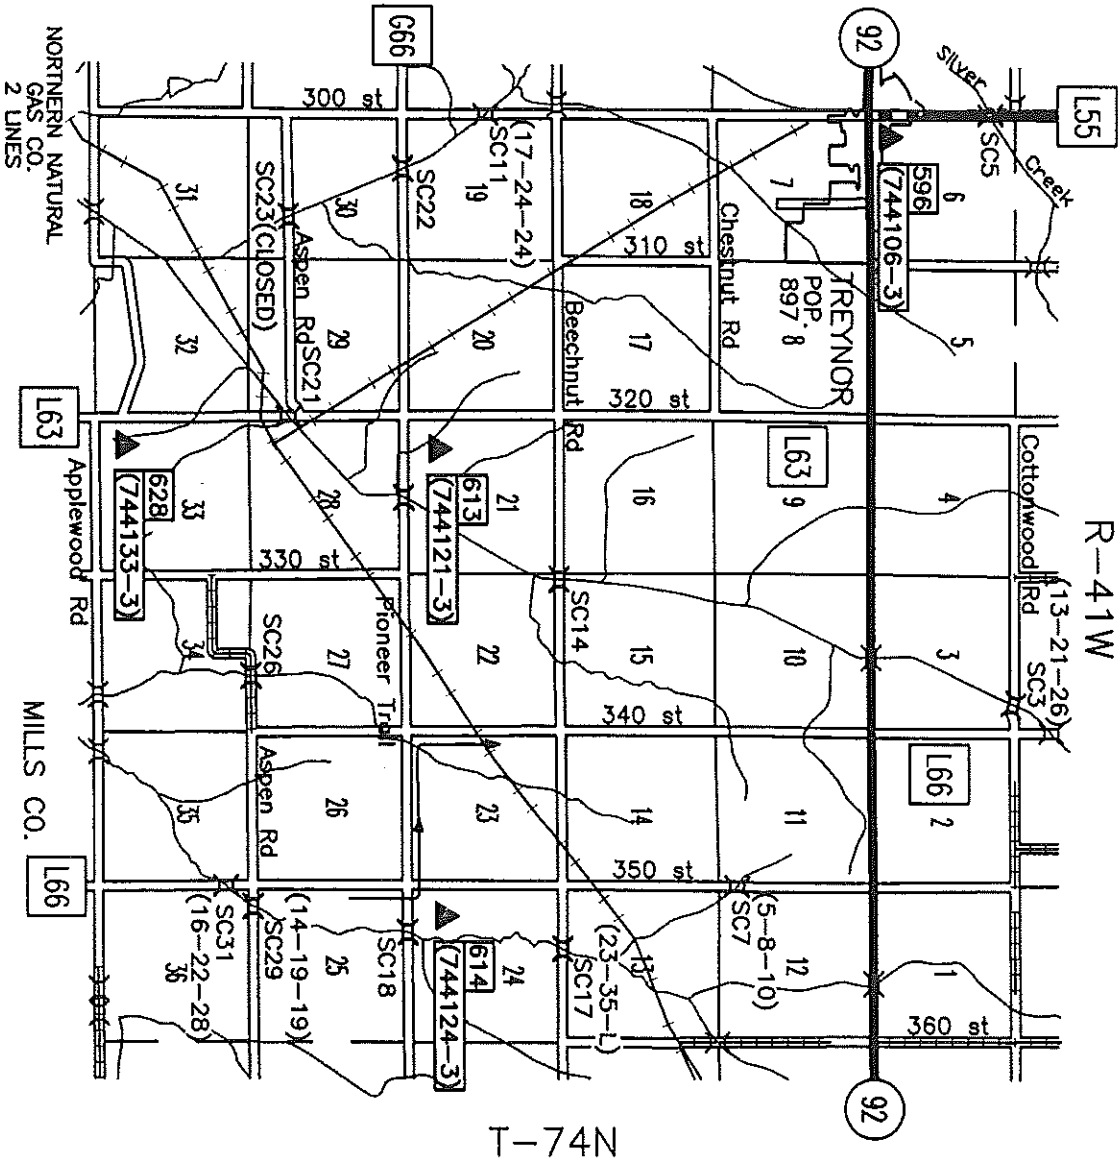 R-41W
T-74N
92
92
L55
G66
L63
L63
L66
L66
silver
Creek
SC5
596
(744106-3)
TREYNOR
POP.
897
6
5
4
3
2
1
7
8
9
10
11
12
18
17
16
15
14
13
19
20
21
22
23
24
30
29
28
27
26
25
31
32
33
34
35
36
300 st
310 st
320 st
330 st
340 st
350 st
360 st
Cottonwood Rd
(13-21-26)
SC3
Chestnut Rd
(5-8-10)
SC7
Beechnut Rd
SC14
(23-35-L)
SC17
(17-24-24)
SC11
SC22
613
(744121-3)
Pioneer Trail
SC18
614
(744124-3)
SC23(CLOSED)
Aspen Rd
SC21
SC26
Aspen Rd
(14-19-19)
SC29
SC31
(16-22-28)
628
(744133-3)
Applewood Rd
MILLS CO.
NORTNERN NATURAL
GAS CO.
2 LINES